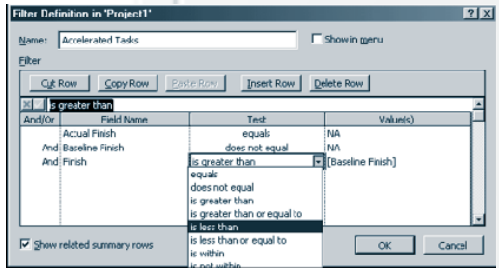 Filter Definition in 'Project1'
Name: Accelerated Tasks Show in menu
Filter
Cut Row Copy Row Paste Row Insert Row Delete Row
is greater than
And/Or Field Name Test Value(s)
Actual Finish equals NA
And Baseline Finish does not equal NA
And Finish is greater than [Baseline Finish]
equals
does not equal
is greater than
is greater than or equal to
is less than
is less than or equal to
is within
is not within
Show related summary rows OK Cancel